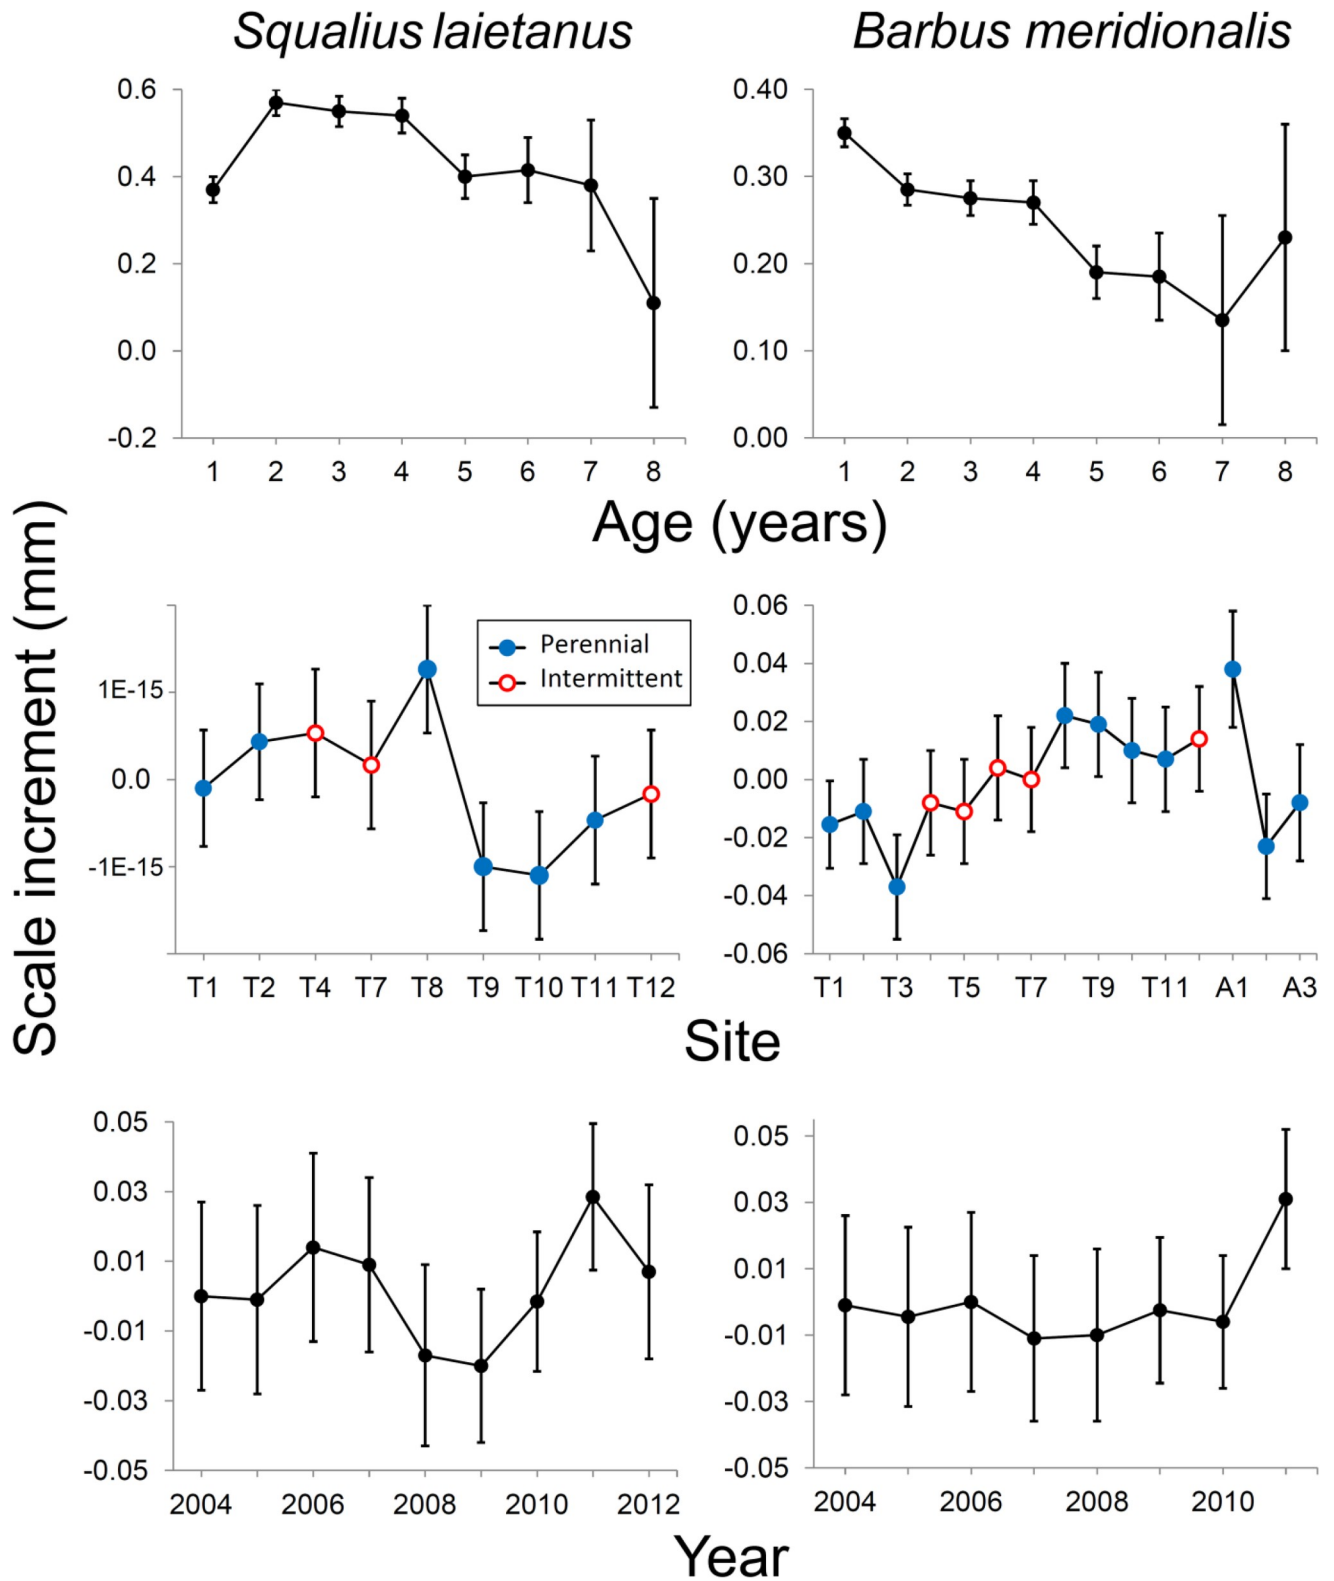 Squalius laietanus Barbus meridionalis
0.6
0.4
0.2
0.0
-0.2
1 2 3 4 5 6 7 8
0.40
0.30
0.20
0.10
0.00
1 2 3 4 5 6 7 8
Age (years)
Scale increment (mm)
1E-15
0.0
-1E-15
Perennial
Intermittent
T1 T2 T4 T7 T8 T9 T10 T11 T12
0.06
0.04
0.02
0.00
-0.02
-0.04
-0.06
T1 T3 T5 T7 T9 T11 A1 A3
Site
0.05
0.03
0.01
-0.01
-0.03
-0.05
2004 2006 2008 2010 2012
0.05
0.03
0.01
-0.01
-0.03
-0.05
2004 2006 2008 2010
Year